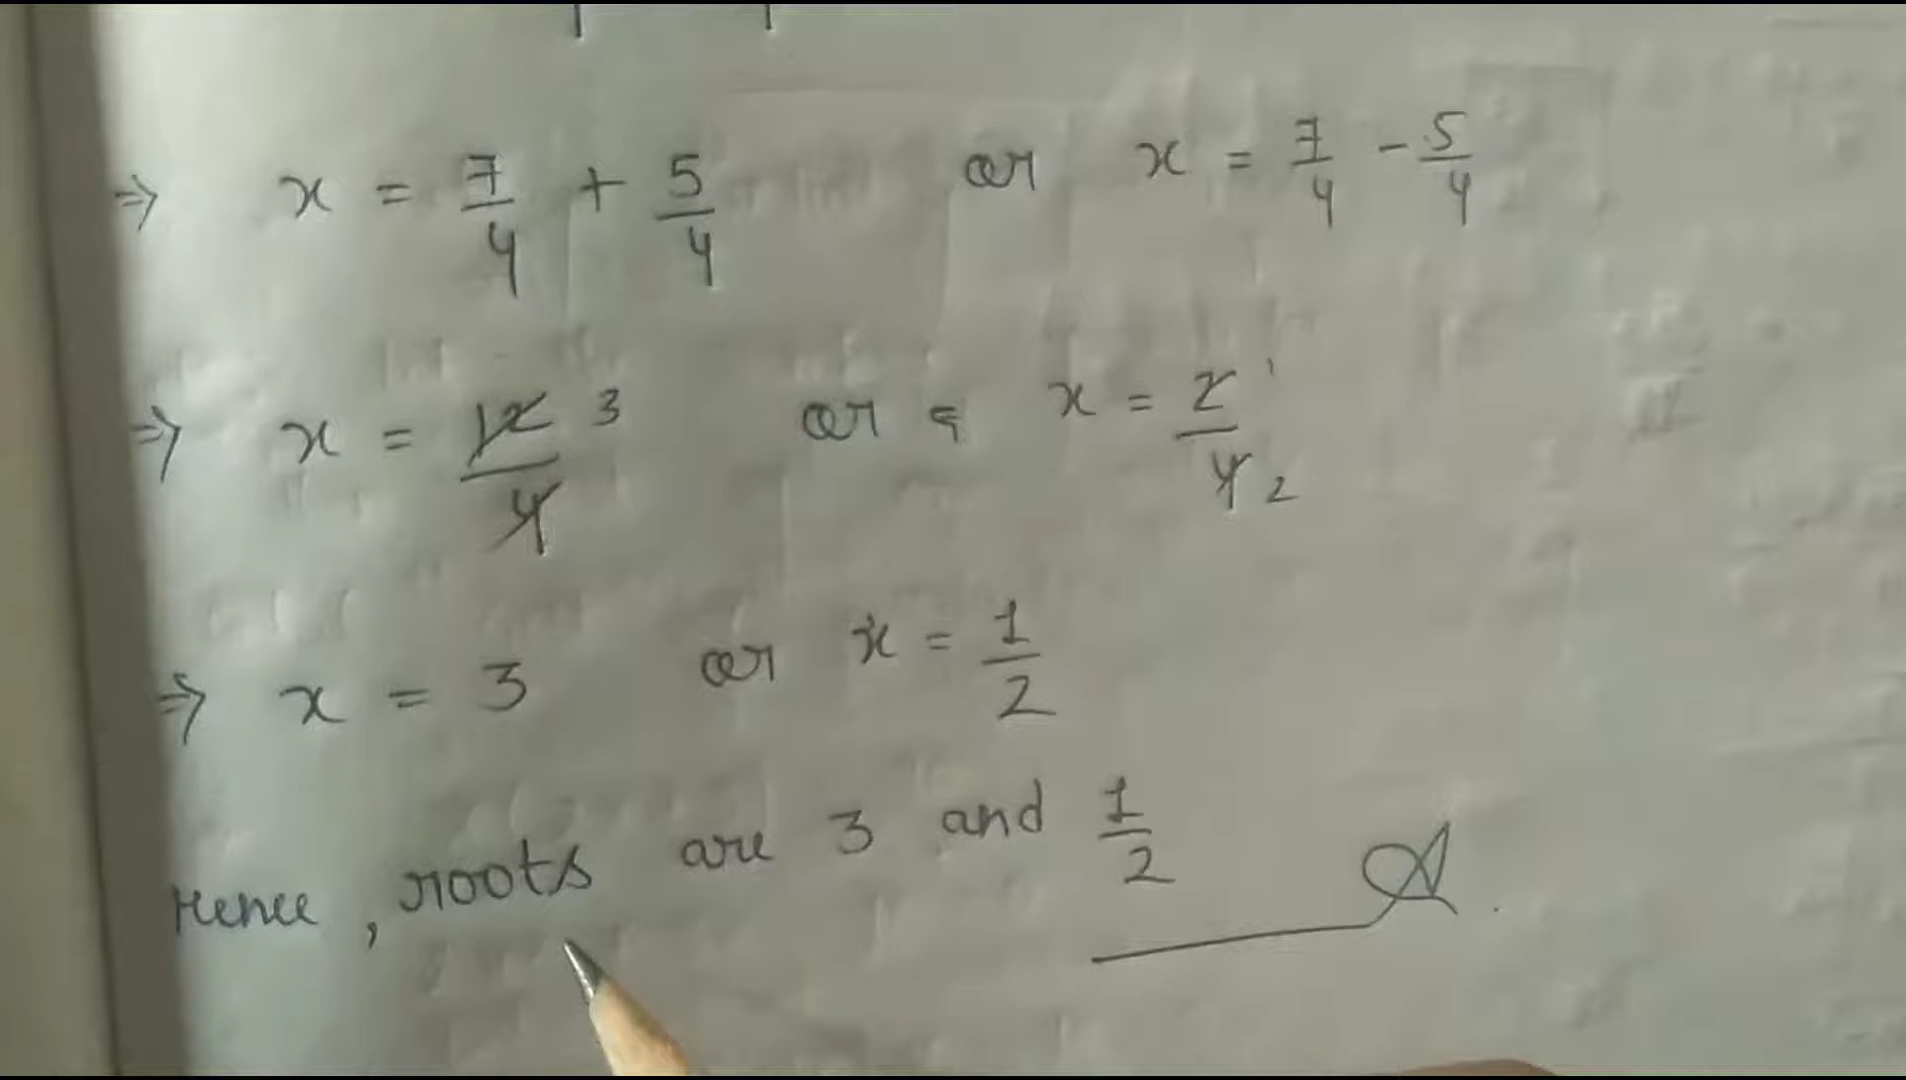 ⇒ x = 7/4 + 5/4 or x = 7/4 - 5/4
⇒ x = 12/4 3 or x = 2/4 1 2
⇒ x = 3 or x = 1/2
Hence, roots are 3 and 1/2